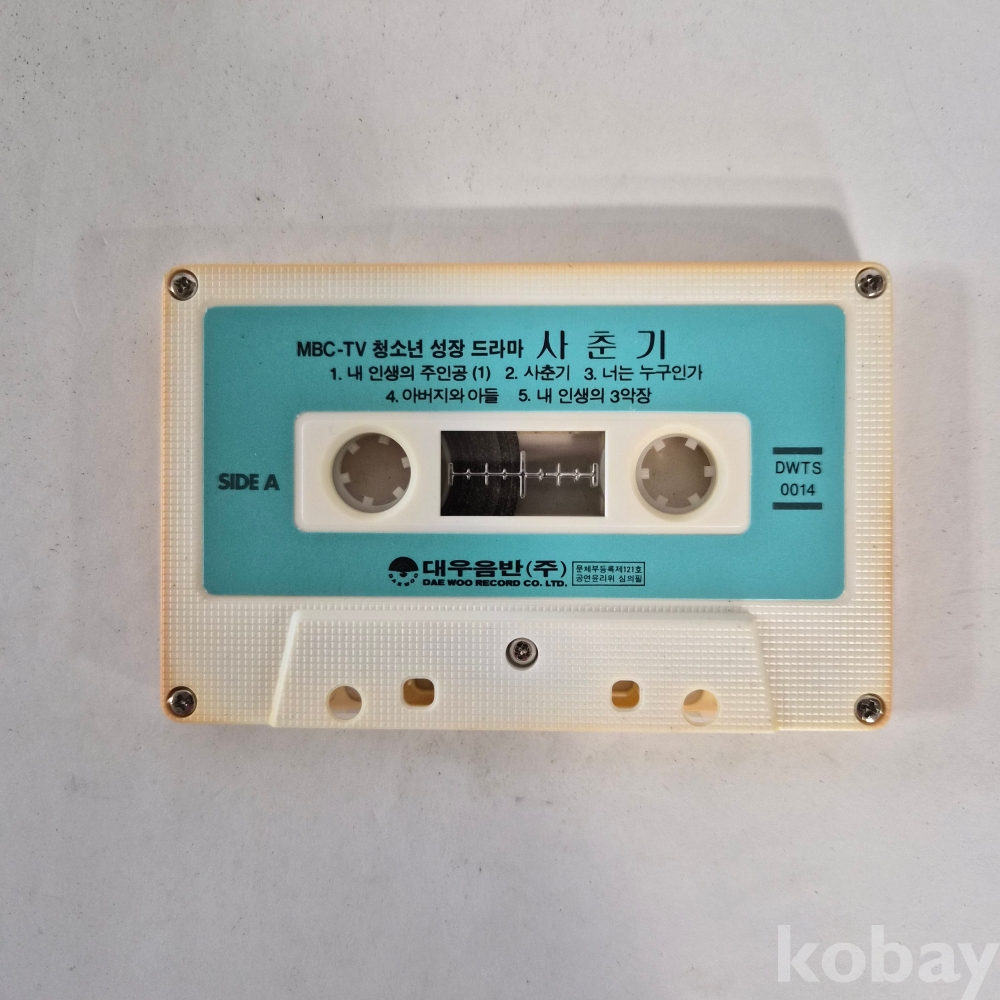 MBC-TV 청소년 성장 드라마 사 춘 기
1. 내 인생의 주인공 (1) 2. 사춘기 3. 너는 누구인가
4. 아버지와 아들 5. 내 인생의 3악장
SIDE A
DWTS
0014
대우음반(주)
DAE WOO RECORD CO. LTD.
문체부등록제121호
공연윤리위 심의필
kobay